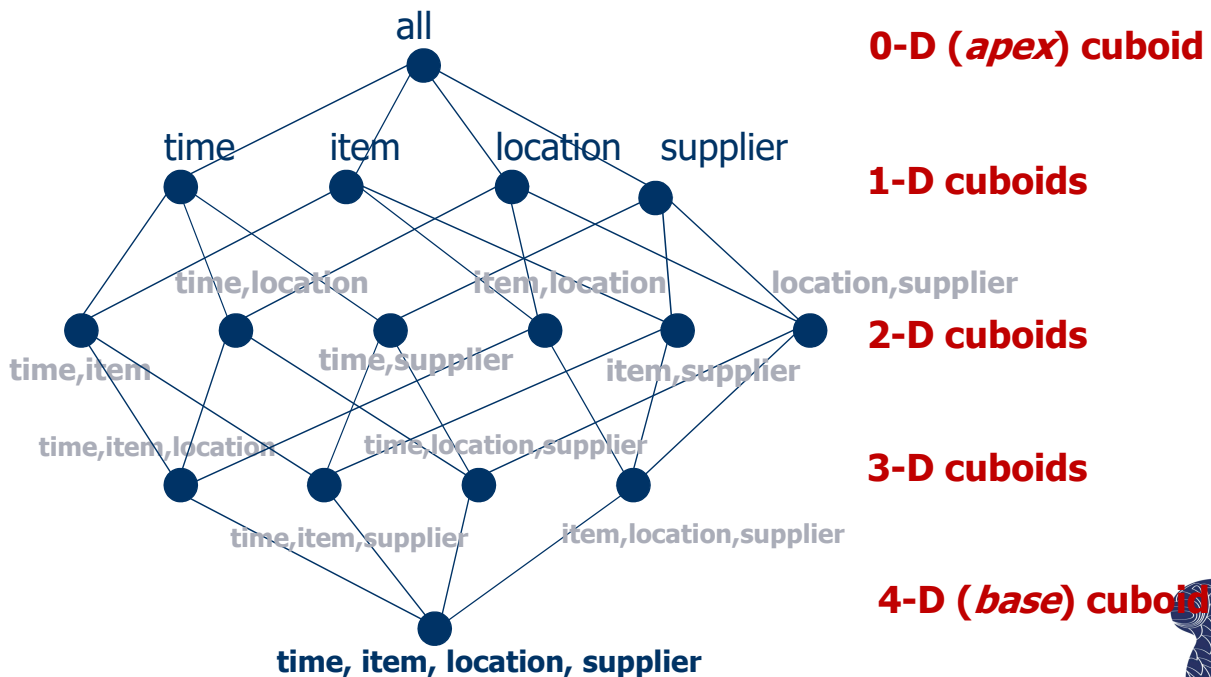 all
0-D (apex) cuboid
time
item
location
supplier
1-D cuboids
time,location
item,location
location,supplier
2-D cuboids
time,item
time,supplier
item,supplier
time,item,location
time,location,supplier
3-D cuboids
time,item,supplier
item,location,supplier
4-D (base) cuboid
time, item, location, supplier